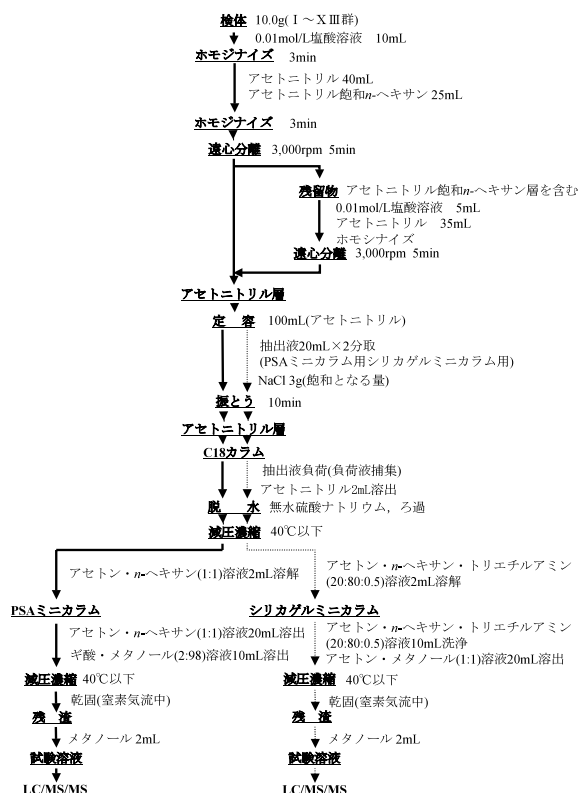 検体 10.0g(Ⅰ～ⅩⅢ群)
0.01mol/L塩酸溶液 10mL
ホモジナイズ 3min
アセトニトリル 40mL
アセトニトリル飽和n-ヘキサン 25mL
ホモジナイズ 3min
遠心分離 3,000rpm 5min
残留物 アセトニトリル飽和n-ヘキサン層を含む
0.01mol/L塩酸溶液 5mL
アセトニトリル 35mL
ホモシナイズ
遠心分離 3,000rpm 5min
アセトニトリル層
定 容 100mL(アセトニトリル)
抽出液20mL×2分取
(PSAミニカラム用シリカゲルミニカラム用)
NaCl 3g(飽和となる量)
振とう 10min
アセトニトリル層
C18カラム
抽出液負荷(負荷液捕集)
アセトニトリル2mL溶出
脱 水 無水硫酸ナトリウム，ろ過
減圧濃縮 40℃以下
アセトン・n-ヘキサン(1:1)溶液2mL溶解
アセトン・n-ヘキサン・トリエチルアミン
(20:80:0.5)溶液2mL溶解
PSAミニカラム
シリカゲルミニカラム
アセトン・n-ヘキサン(1:1)溶液20mL溶出
ギ酸・メタノール(2:98)溶液10mL溶出
アセトン・n-ヘキサン・トリエチルアミン
(20:80:0.5)溶液10mL洗浄
アセトン・メタノール(1:1)溶液20mL溶出
減圧濃縮 40℃以下
減圧濃縮 40℃以下
乾固(窒素気流中)
乾固(窒素気流中)
残 渣
残 渣
メタノール 2mL
メタノール 2mL
試験溶液
試験溶液
LC/MS/MS
LC/MS/MS